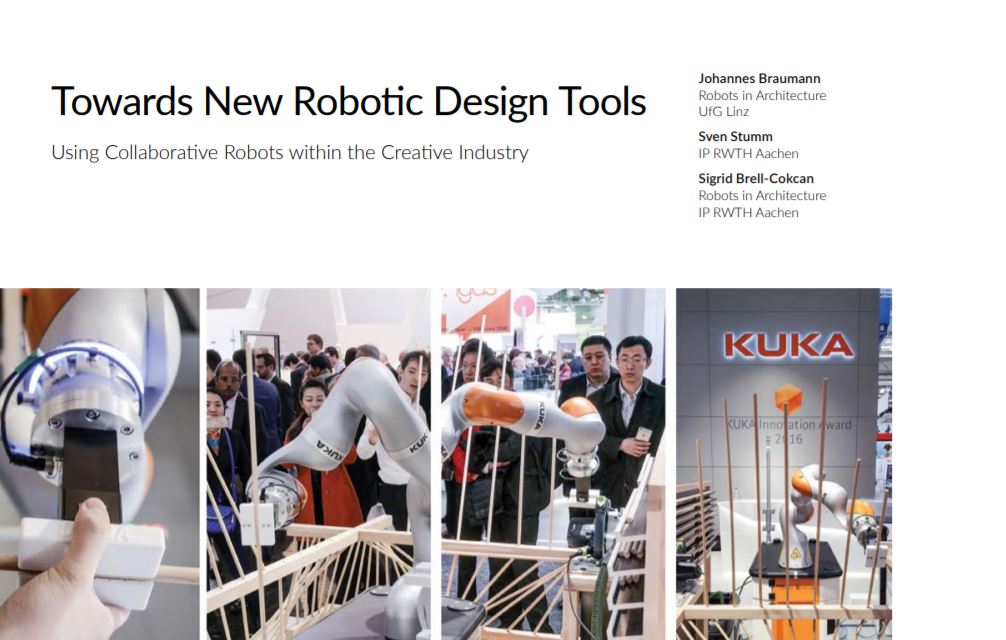 Towards New Robotic Design Tools
Using Collaborative Robots within the Creative Industry
Johannes Braumann
Robots in Architecture
UfG Linz
Sven Stumm
IP RWTH Aachen
Sigrid Brell-Cokcan
Robots in Architecture
IP RWTH Aachen
KUKA
KUKA
KUKA
KUKA
KUKA Innovation Award
2016